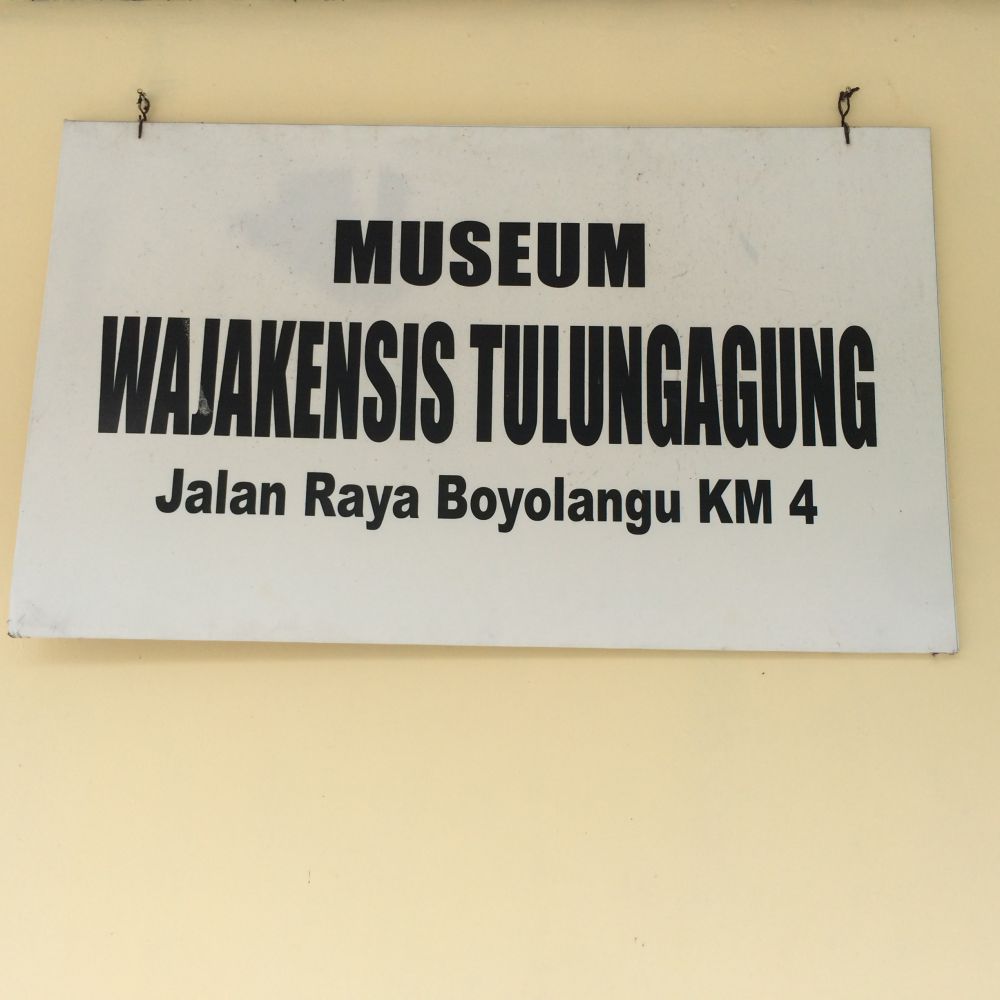 MUSEUM
WAJAKENSIS TULUNGAGUNG
Jalan Raya Boyolangu KM 4